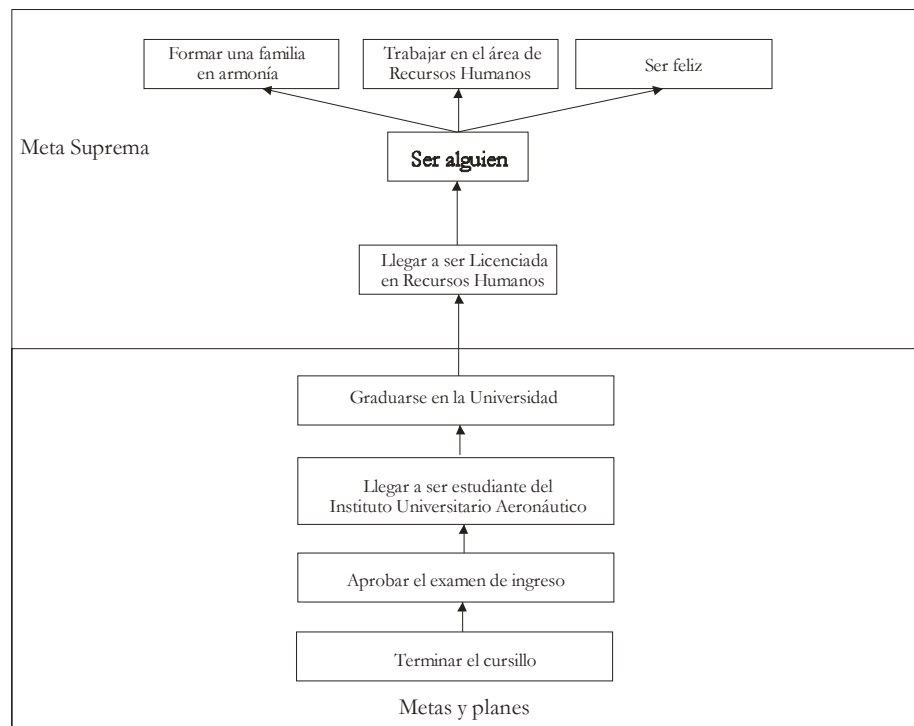 Formar una familia
en armonía
Trabajar en el área de
Recursos Humanos
Ser feliz
Meta Suprema
Ser alguien
Llegar a ser Licenciada
en Recursos Humanos
Graduarse en la Universidad
Llegar a ser estudiante del
Instituto Universitario Aeronáutico
Aprobar el examen de ingreso
Terminar el cursillo
Metas y planes